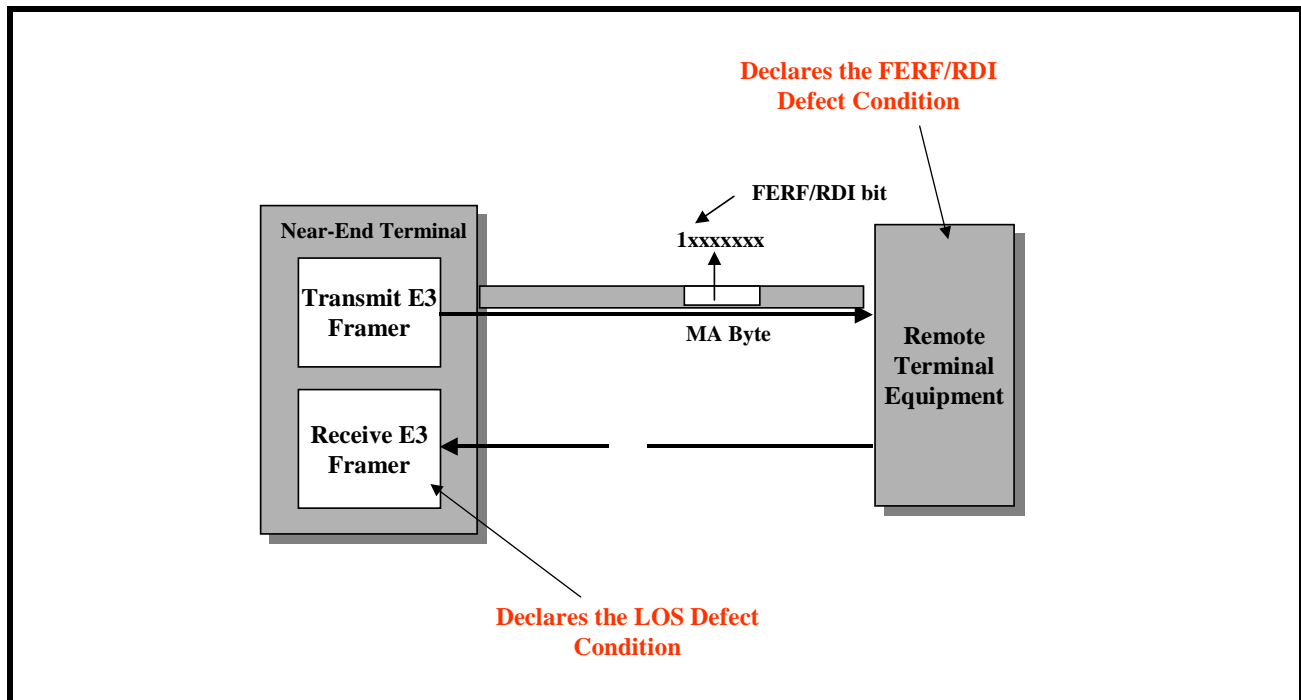 Declares the FERF/RDI
Defect Condition
FERF/RDI bit
1xxxxxxx
Near-End Terminal
Transmit E3
Framer
MA Byte
Remote
Terminal
Equipment
Receive E3
Framer
Declares the LOS Defect
Condition